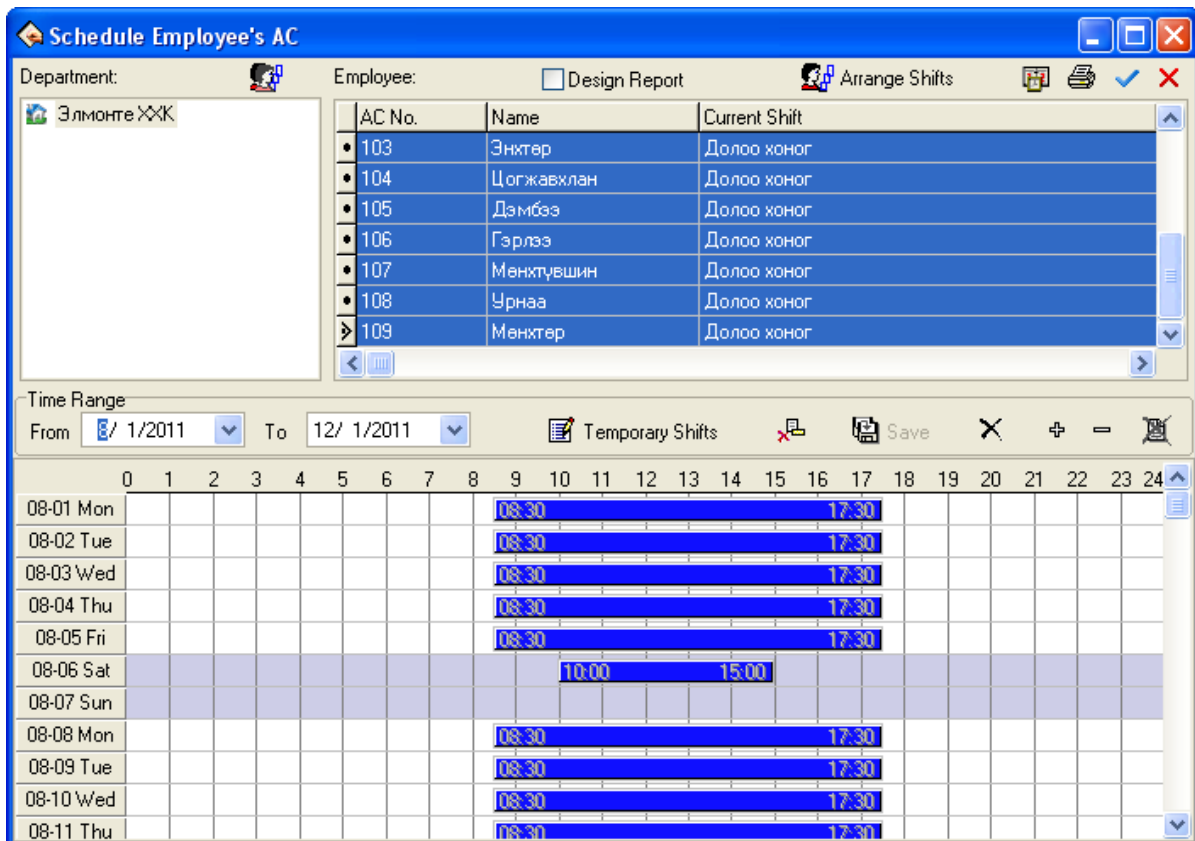 Schedule Employee's AC
Department: Employee: Design Report Arrange Shifts
Элмонте ХХК
AC No. Name Current Shift
103 Энхтөр Долоо хоног
104 Цогжавхлан Долоо хоног
105 Дэмбээ Долоо хоног
106 Гэрлээ Долоо хоног
107 Мөнхтүвшин Долоо хоног
108 Урнаа Долоо хоног
109 Мөнхтөр Долоо хоног
Time Range
From 8/ 1/2011 To 12/ 1/2011 Temporary Shifts Save
0 1 2 3 4 5 6 7 8 9 10 11 12 13 14 15 16 17 18 19 20 21 22 23 24
08-01 Mon 08:30 17:30
08-02 Tue 08:30 17:30
08-03 Wed 08:30 17:30
08-04 Thu 08:30 17:30
08-05 Fri 08:30 17:30
08-06 Sat 10:00 15:00
08-07 Sun
08-08 Mon 08:30 17:30
08-09 Tue 08:30 17:30
08-10 Wed 08:30 17:30
08-11 Thu 08:30 17:30